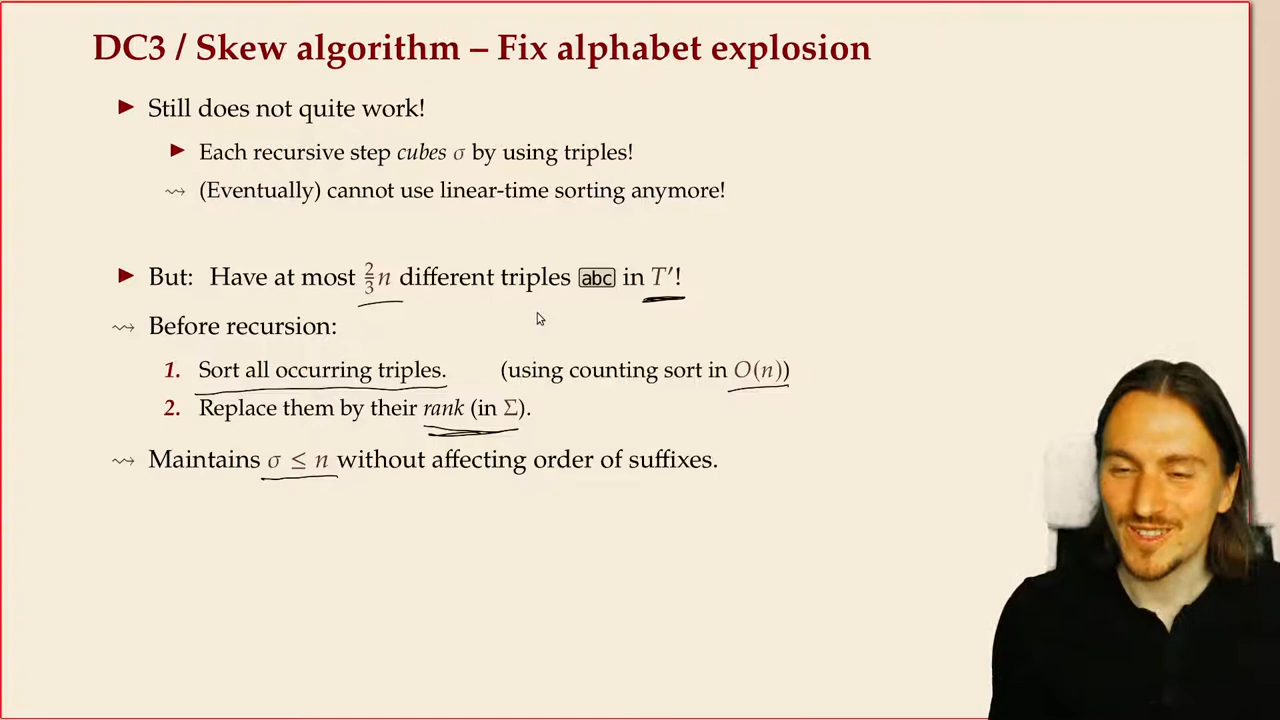 DC3 / Skew algorithm – Fix alphabet explosion
▶ Still does not quite work!
▶ Each recursive step cubes σ by using triples!
⇝ (Eventually) cannot use linear-time sorting anymore!
▶ But: Have at most 2/3 n different triples abc in T′!
⇝ Before recursion:
1. Sort all occurring triples. (using counting sort in O(n))
2. Replace them by their rank (in Σ).
⇝ Maintains σ ≤ n without affecting order of suffixes.